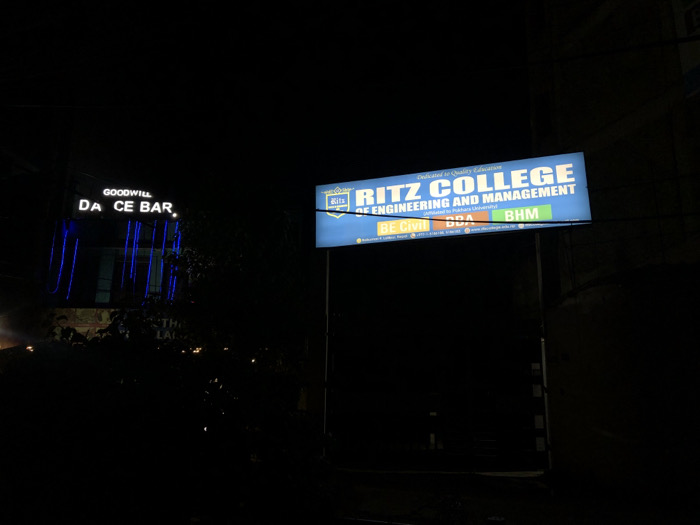 GOODWILL
DA CE BAR
Dedicated to Quality Education
Ritz
RITZ COLLEGE
OF ENGINEERING AND MANAGEMENT
(Affiliated to Pokhara University)
BE Civil BBA BHM